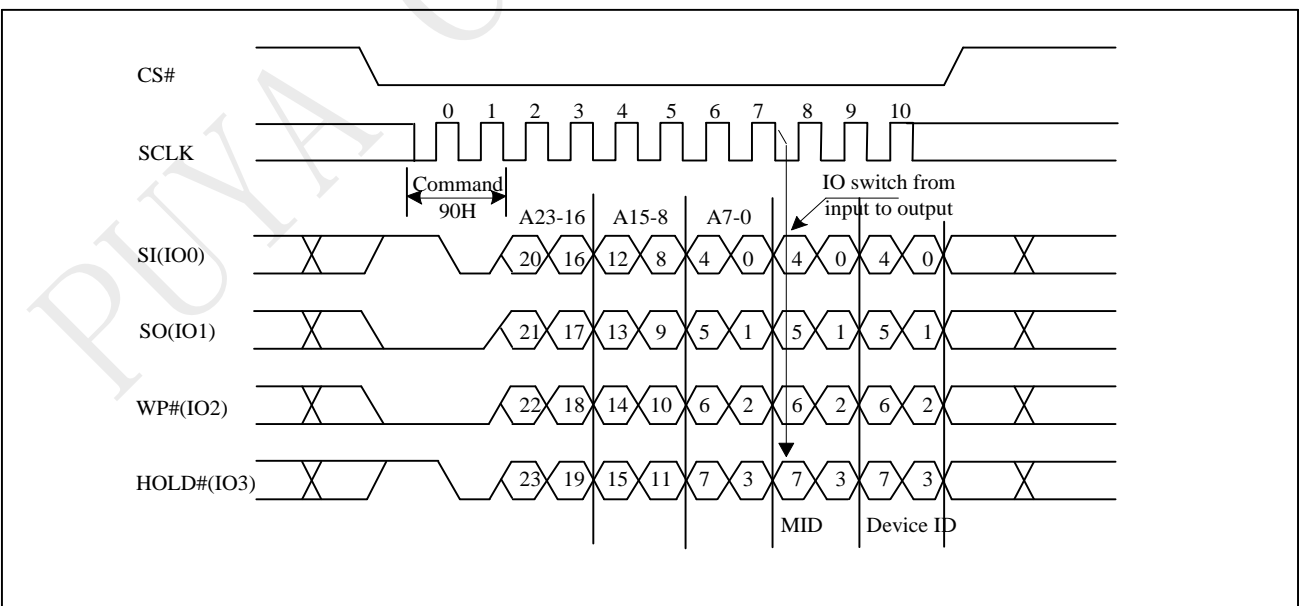 PUYA
CS#
0 1 2 3 4 5 6 7 8 9 10
SCLK
Command
90H
IO switch from
input to output
A23-16 A15-8 A7-0
SI(IO0)
20 16 12 8 4 0 4 0 4 0
SO(IO1)
21 17 13 9 5 1 5 1 5 1
WP#(IO2)
22 18 14 10 6 2 6 2 6 2
HOLD#(IO3)
23 19 15 11 7 3 7 3 7 3
MID Device ID